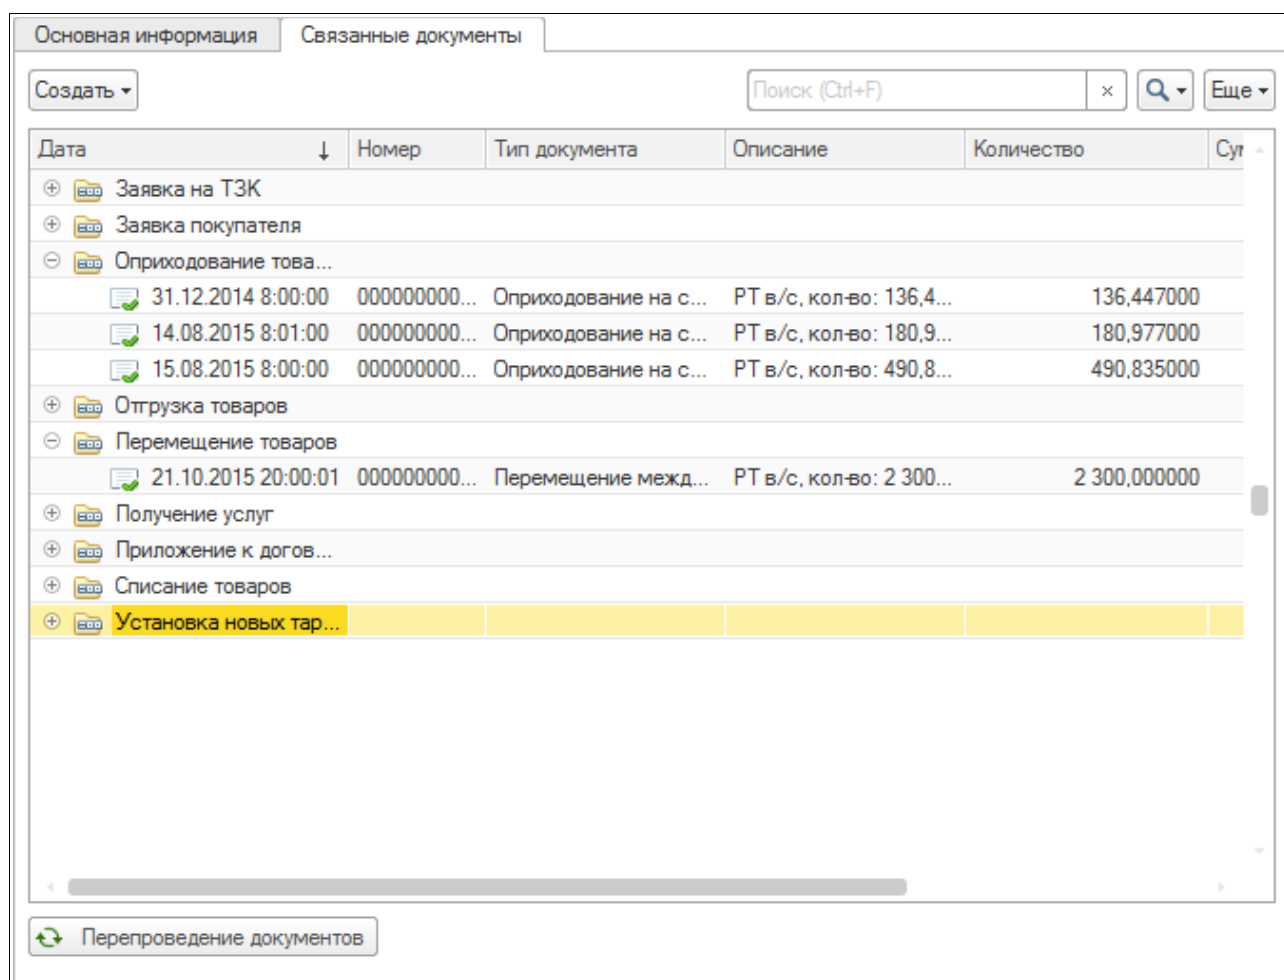 Основная информация Связанные документы
Создать Поиск (Ctrl+F) × Еще
Дата ↓ Номер Тип документа Описание Количество Сум
Заявка на ТЗК
Заявка покупателя
Оприходование това...
31.12.2014 8:00:00 000000000... Оприходование на с... РТ в/с, кол-во: 136,4... 136,447000
14.08.2015 8:01:00 000000000... Оприходование на с... РТ в/с, кол-во: 180,9... 180,977000
15.08.2015 8:00:00 000000000... Оприходование на с... РТ в/с, кол-во: 490,8... 490,835000
Отгрузка товаров
Перемещение товаров
21.10.2015 20:00:01 000000000... Перемещение межд... РТ в/с, кол-во: 2 300... 2 300,000000
Получение услуг
Приложение к догов...
Списание товаров
Установка новых тар...
Перепроведение документов